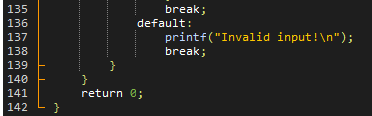 135 break;
136 default:
137 printf("Invalid input!\n");
138 break;
139 }
140 }
141 return 0;
142 }